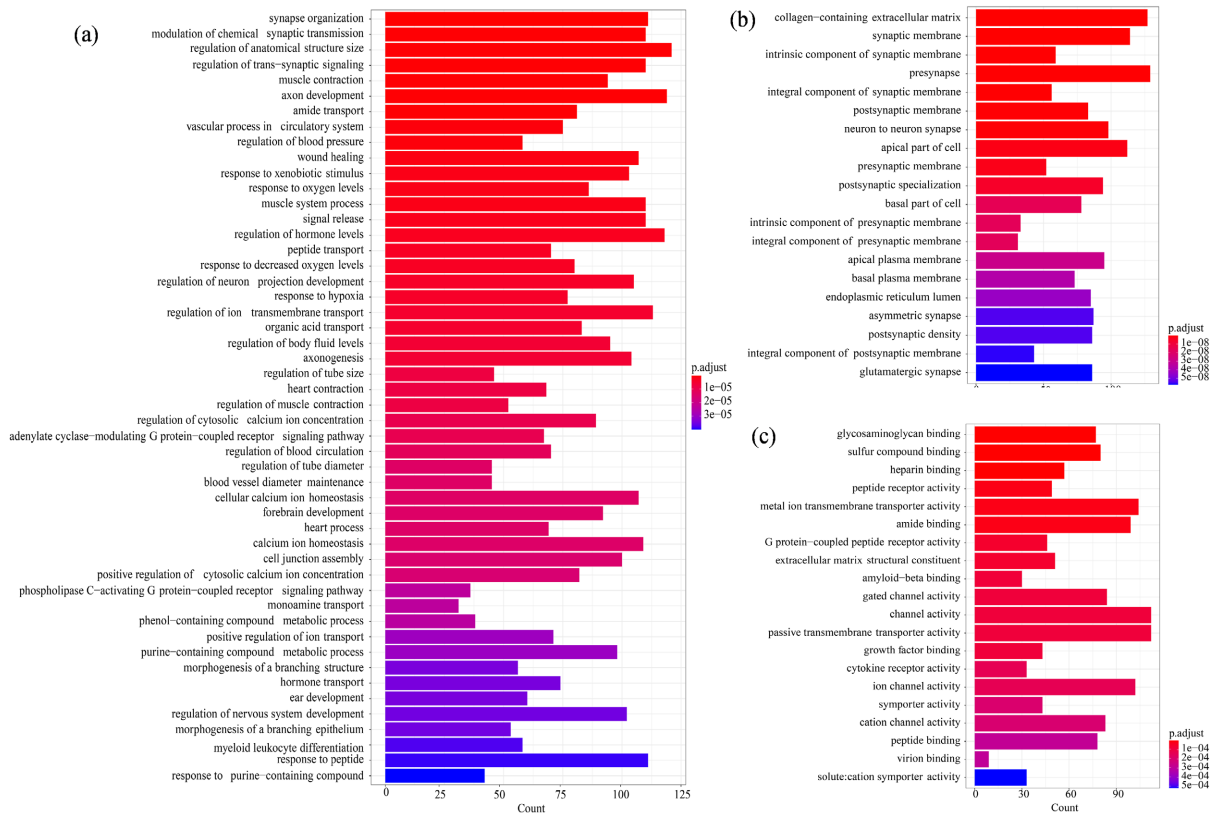 (a)
synapse organization
modulation of chemical synaptic transmission
regulation of anatomical structure size
regulation of trans−synaptic signaling
muscle contraction
axon development
amide transport
vascular process in circulatory system
regulation of blood pressure
wound healing
response to xenobiotic stimulus
response to oxygen levels
muscle system process
signal release
regulation of hormone levels
peptide transport
response to decreased oxygen levels
regulation of neuron projection development
response to hypoxia
regulation of ion transmembrane transport
organic acid transport
regulation of body fluid levels
axonogenesis
regulation of tube size
heart contraction
regulation of muscle contraction
regulation of cytosolic calcium ion concentration
adenylate cyclase−modulating G protein−coupled receptor signaling pathway
regulation of blood circulation
regulation of tube diameter
blood vessel diameter maintenance
cellular calcium ion homeostasis
forebrain development
heart process
calcium ion homeostasis
cell junction assembly
positive regulation of cytosolic calcium ion concentration
phospholipase C−activating G protein−coupled receptor signaling pathway
monoamine transport
phenol−containing compound metabolic process
positive regulation of ion transport
purine−containing compound metabolic process
morphogenesis of a branching structure
hormone transport
ear development
regulation of nervous system development
morphogenesis of a branching epithelium
myeloid leukocyte differentiation
response to peptide
response to purine−containing compound
0 25 50 75 100 125
Count
p.adjust
1e−05
2e−05
3e−05
(b)
collagen−containing extracellular matrix
synaptic membrane
intrinsic component of synaptic membrane
presynapse
integral component of synaptic membrane
postsynaptic membrane
neuron to neuron synapse
apical part of cell
presynaptic membrane
postsynaptic specialization
basal part of cell
intrinsic component of presynaptic membrane
integral component of presynaptic membrane
apical plasma membrane
basal plasma membrane
endoplasmic reticulum lumen
asymmetric synapse
postsynaptic density
integral component of postsynaptic membrane
glutamatergic synapse
p.adjust
1e−08
2e−08
3e−08
4e−08
5e−08
(c)
glycosaminoglycan binding
sulfur compound binding
heparin binding
peptide receptor activity
metal ion transmembrane transporter activity
amide binding
G protein−coupled peptide receptor activity
extracellular matrix structural constituent
amyloid−beta binding
gated channel activity
channel activity
passive transmembrane transporter activity
growth factor binding
cytokine receptor activity
ion channel activity
symporter activity
cation channel activity
peptide binding
virion binding
solute:cation symporter activity
0 30 60 90
Count
p.adjust
1e−04
2e−04
3e−04
4e−04
5e−04